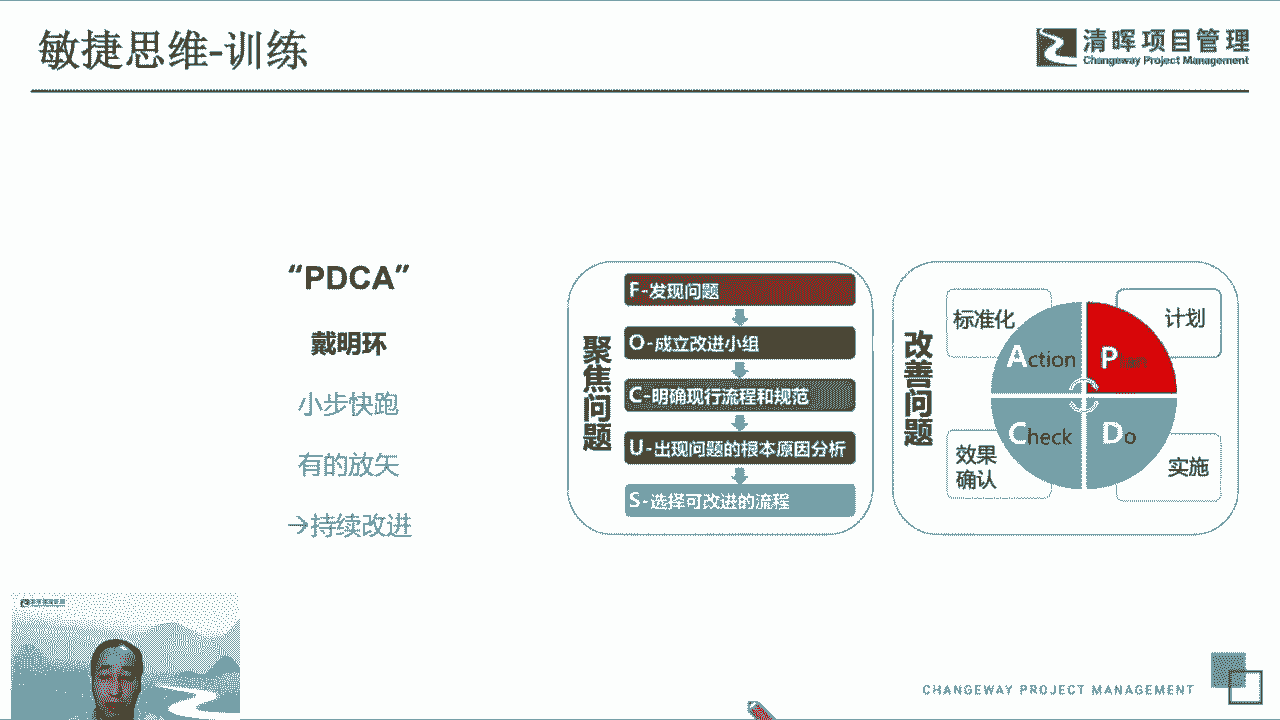 敏捷思维-训练
清晖项目管理
Changeway Project Management
“PDCA”
戴明环
小步快跑
有的放矢
→持续改进
聚焦问题
F-发现问题
O-成立改进小组
C-明确现行流程和规范
U-出现问题的根本原因分析
S-选择可改进的流程
改善问题
标准化
计划
Action
P
Check
Do
效果
确认
实施
CHANGEWAY PROJECT MANAGEMENT